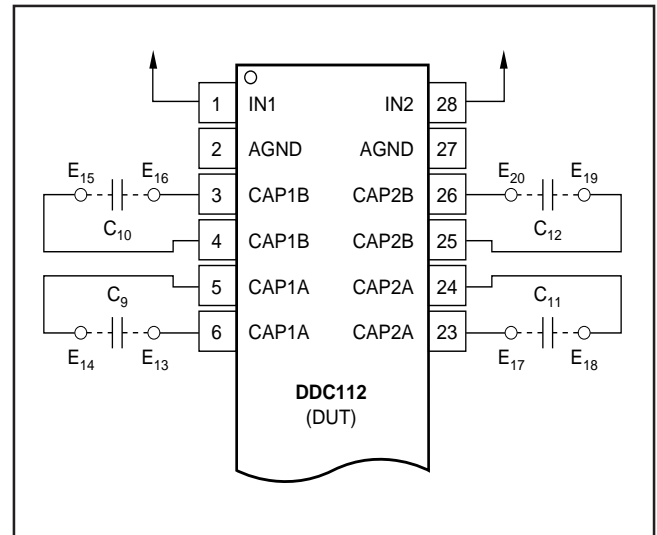 1 IN1 IN2 28
2 AGND AGND 27
E15 E16 3 CAP1B CAP2B 26 E20 E19
C10 4 CAP1B CAP2B 25 C12
C9 5 CAP1A CAP2A 24 C11
E14 E13 6 CAP1A CAP2A 23 E17 E18
DDC112
(DUT)